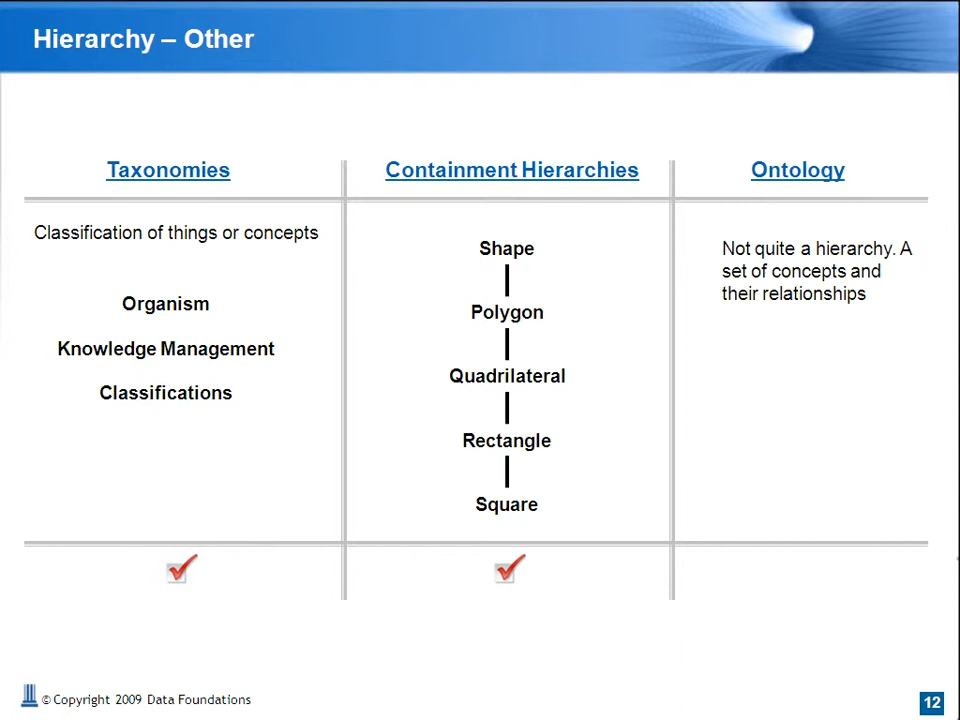 Hierarchy – Other
Taxonomies
Containment Hierarchies
Ontology
Classification of things or concepts
Organism
Knowledge Management
Classifications
Shape
Polygon
Quadrilateral
Rectangle
Square
Not quite a hierarchy. A
set of concepts and
their relationships
© Copyright 2009 Data Foundations
12